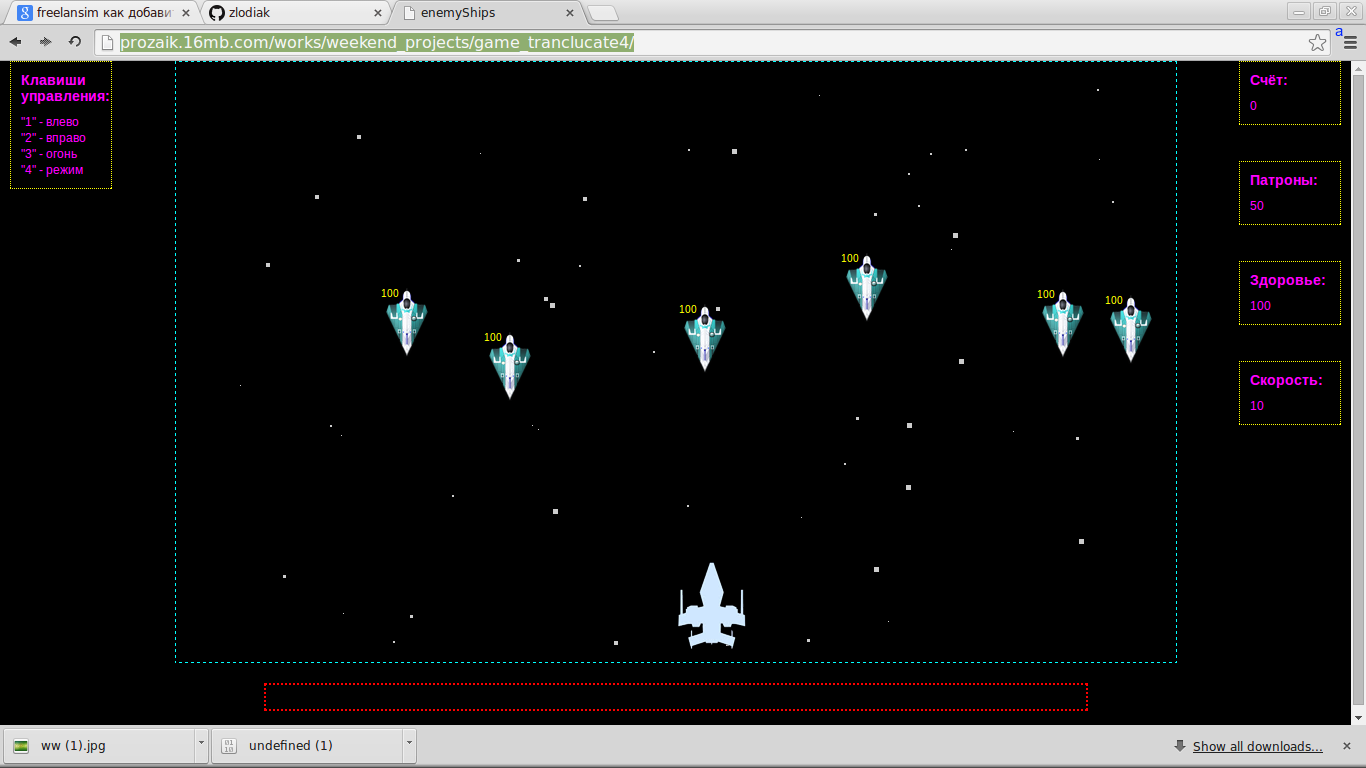 freelansim как добави
zlodiak
enemyShips
prozaik.16mb.com/works/weekend_projects/game_tranclucate4/
a
Клавиши
управления:
"1" - влево
"2" - вправо
"3" - огонь
"4" - режим
Счёт:
0
Патроны:
50
Здоровье:
100
Скорость:
10
100
100
100
100
100
100
ww (1).jpg
undefined (1)
Show all downloads...